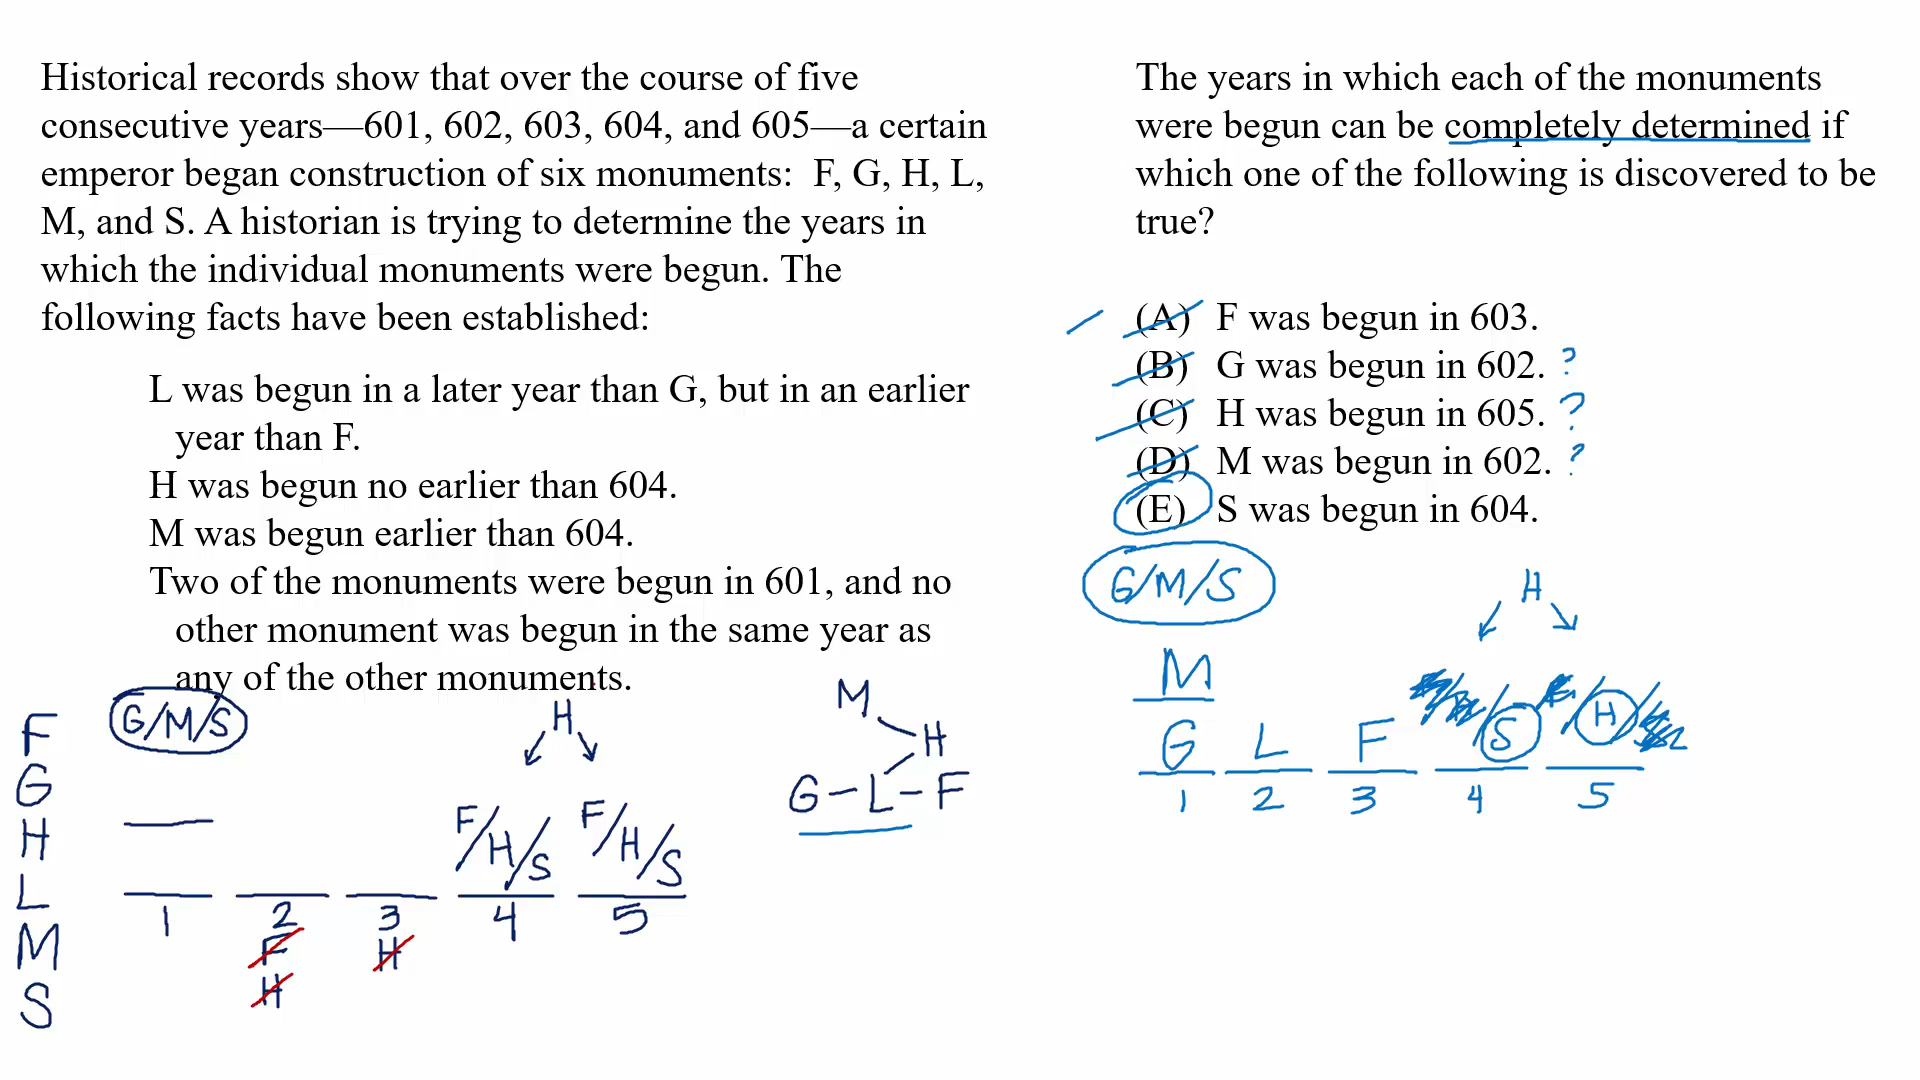 Historical records show that over the course of five
consecutive years—601, 602, 603, 604, and 605—a certain
emperor began construction of six monuments: F, G, H, L,
M, and S. A historian is trying to determine the years in
which the individual monuments were begun. The
following facts have been established:
L was begun in a later year than G, but in an earlier
year than F.
H was begun no earlier than 604.
M was begun earlier than 604.
Two of the monuments were begun in 601, and no
other monument was begun in the same year as
any of the other monuments.
F
G
H
L
M
S
G/M/S
H
F/H/S F/H/S
1 2 3 4 5
F H
H
M
H
G-L-F
The years in which each of the monuments
were begun can be completely determined if
which one of the following is discovered to be
true?
(A) F was begun in 603.
(B) G was begun in 602. ?
(C) H was begun in 605. ?
(D) M was begun in 602. ?
(E) S was begun in 604.
G/M/S
H
M
G L F S H
1 2 3 4 5